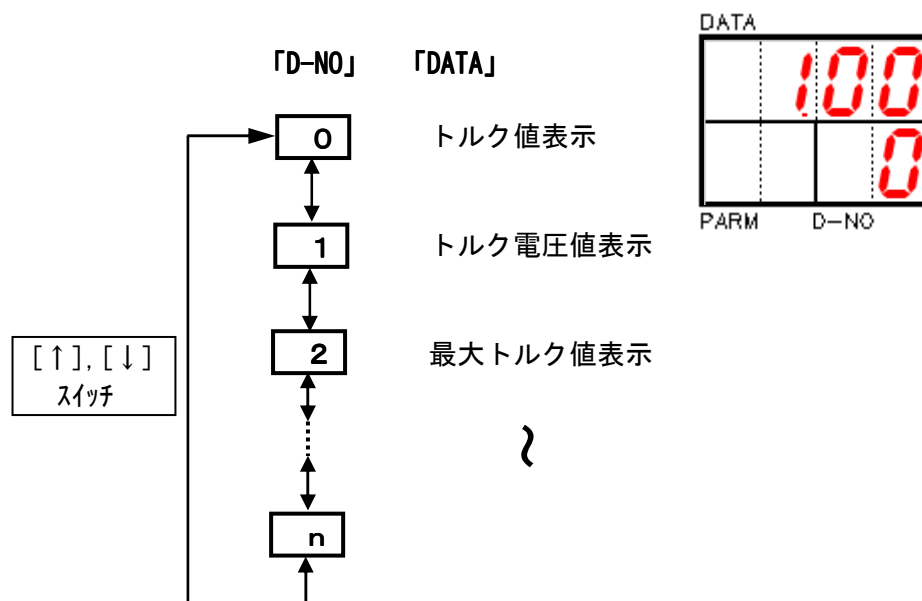 DATA
「D-NO」 「DATA」
1.00
0 トルク値表示
0
PARM D-NO
1 トルク電圧値表示
[↑],[↓]
スイッチ
2 最大トルク値表示
~
n